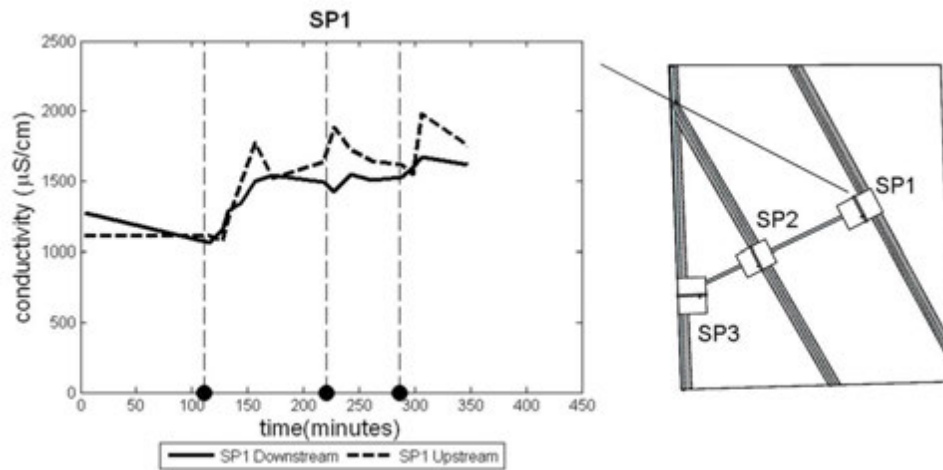 SP1
2500
2000
1500
1000
500
0
conductivity ( μS/cm)
0 50 100 150 200 250 300 350 400 450
time(minutes)
SP1 Downstream SP1 Upstream
SP1
SP2
SP3